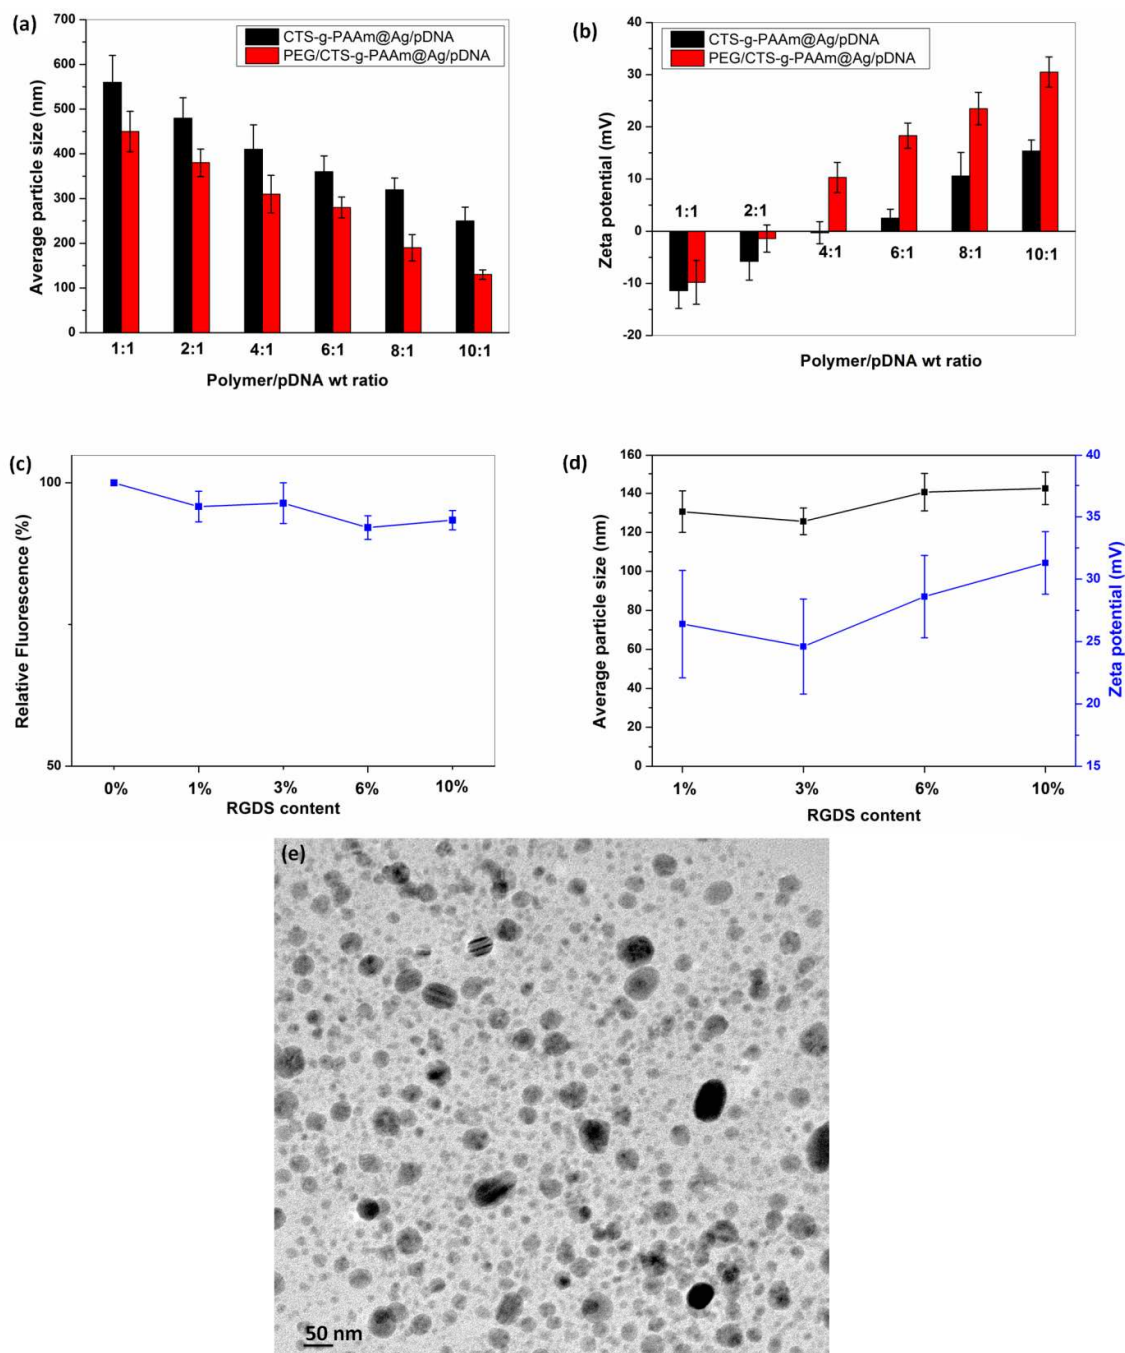 (a)
700
600
500
400
300
200
100
0
Average particle size (nm)
CTS-g-PAAm@Ag/pDNA
PEG/CTS-g-PAAm@Ag/pDNA
1:1 2:1 4:1 6:1 8:1 10:1
Polymer/pDNA wt ratio
(b)
40
30
20
10
0
-10
-20
Zeta potential (mV)
CTS-g-PAAm@Ag/pDNA
PEG/CTS-g-PAAm@Ag/pDNA
1:1 2:1 4:1 6:1 8:1 10:1
Polymer/pDNA wt ratio
(c)
100
50
Relative Fluorescence (%)
0% 1% 3% 6% 10%
RGDS content
(d)
160
140
120
100
80
60
40
20
0
Average particle size (nm)
40
35
30
25
20
15
Zeta potential (mV)
1% 3% 6% 10%
RGDS content
(e)
50 nm